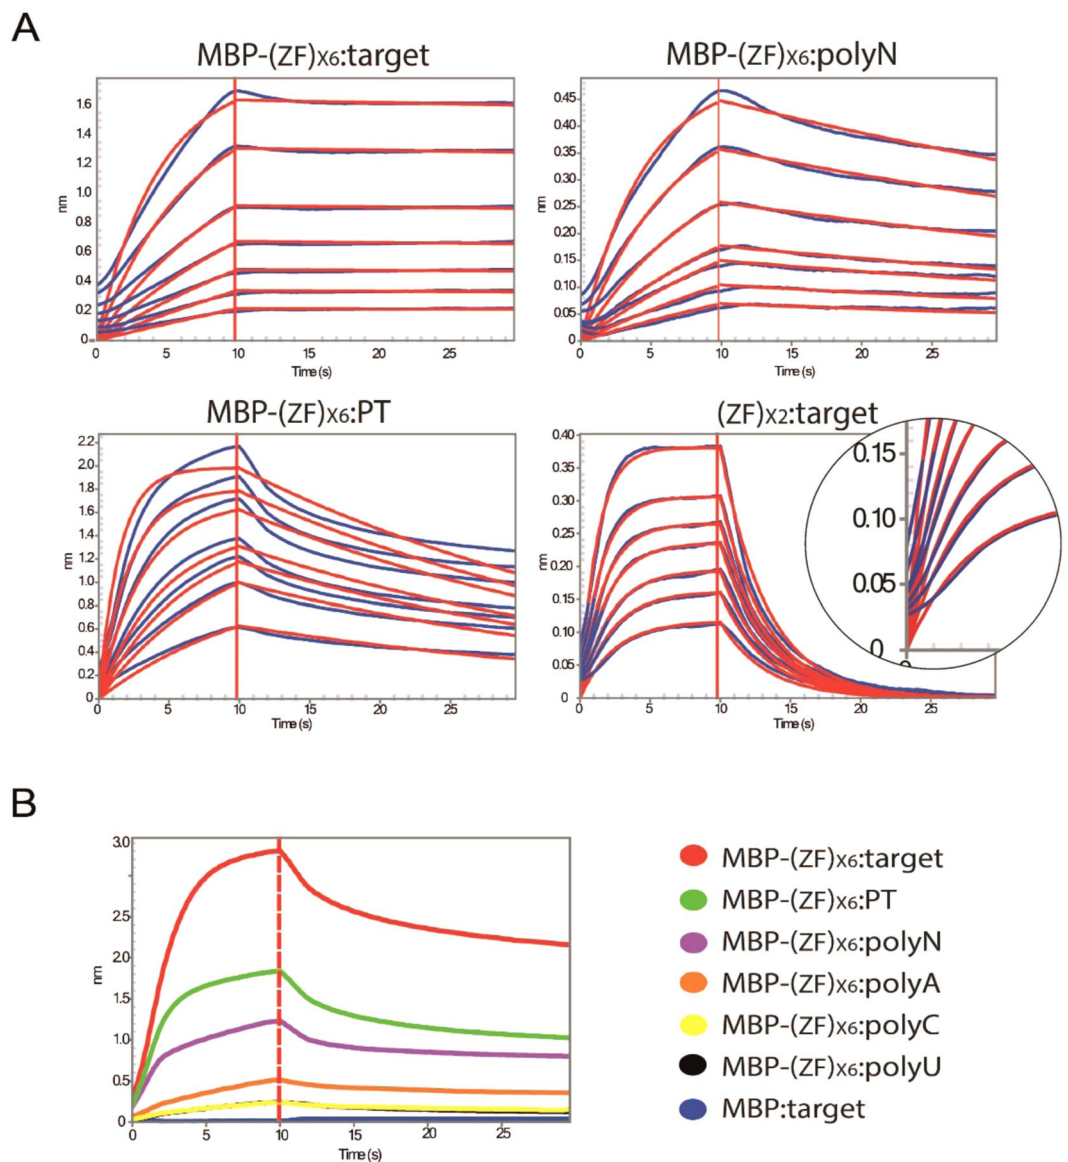 A
MBP-(ZF)X6:target
MBP-(ZF)X6:polyN
nm
1.6
1.4
1.2
1.0
0.8
0.6
0.4
0.2
0
0 5 10 15 20 25
Time (s)
nm
0.45
0.40
0.35
0.30
0.25
0.20
0.15
0.10
0.05
0
0 5 10 15 20 25
Time (s)
MBP-(ZF)X6:PT
(ZF)X2:target
nm
2.2
2.0
1.8
1.6
1.4
1.2
1.0
0.8
0.6
0.4
0.2
0
0 5 10 15 20 25
Time (s)
nm
0.40
0.35
0.30
0.25
0.20
0.15
0.10
0.05
0
0 5 10 15 20 25
Time (s)
0.15
0.10
0.05
0
B
nm
3.0
2.5
2.0
1.5
1.0
0.5
0
0 5 10 15 20 25
Time (s)
MBP-(ZF)X6:target
MBP-(ZF)X6:PT
MBP-(ZF)X6:polyN
MBP-(ZF)X6:polyA
MBP-(ZF)X6:polyC
MBP-(ZF)X6:polyU
MBP:target